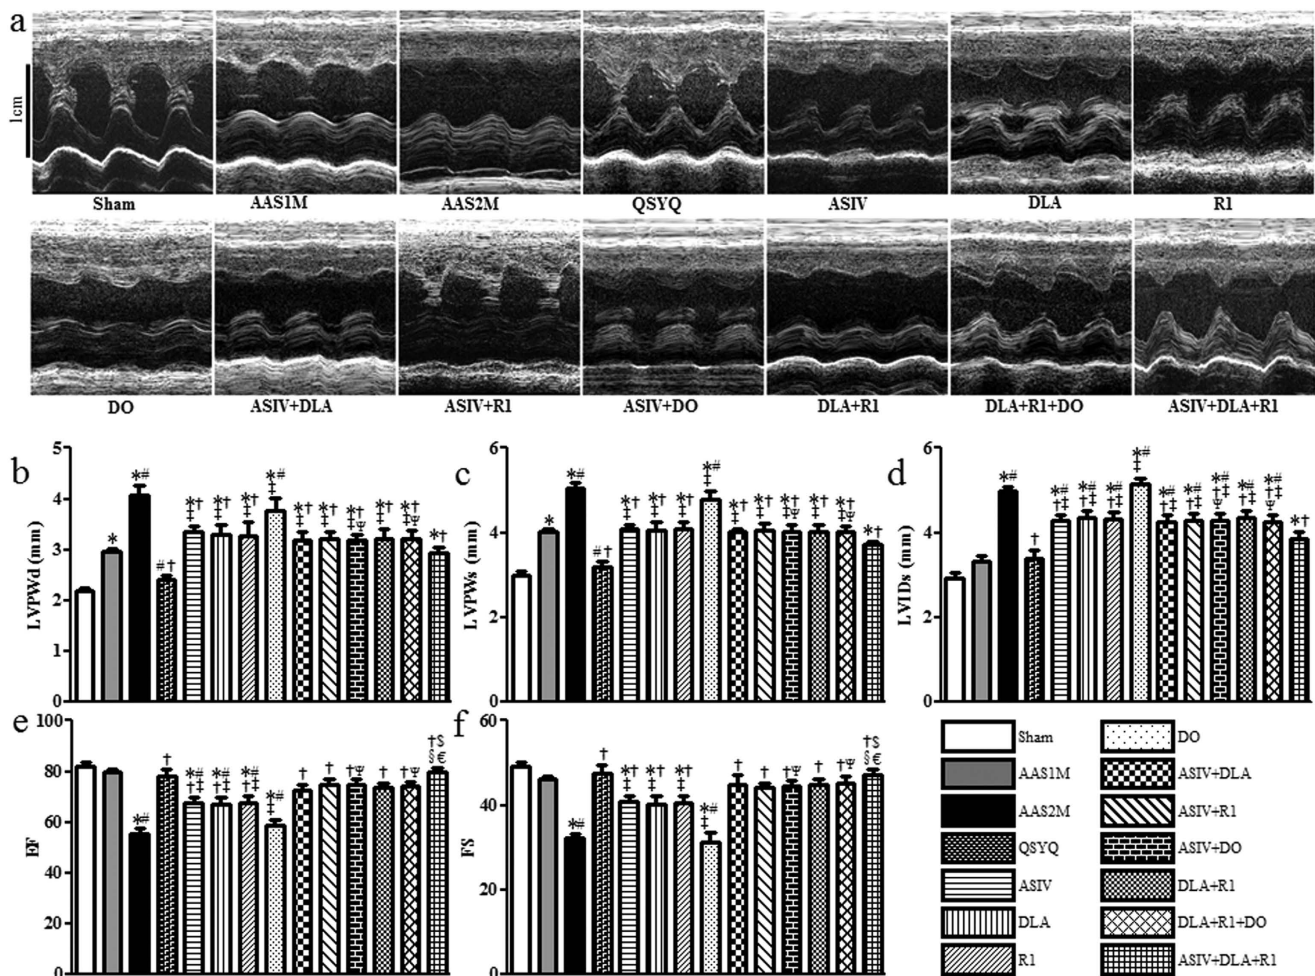 a
1cm
Sham AAS1M AAS2M QSYQ ASIV DLA R1
DO ASIV+DLA ASIV+R1 ASIV+DO DLA+R1 DLA+R1+DO ASIV+DLA+R1
b
LVPWd (mm)
5
4
3
2
1
0
*
*#
#†
*†‡
*†‡
*†‡
*#‡
*†‡
*†‡
*†‡Ψ
*†‡
*†‡Ψ
*†
c
LVPWs (mm)
6
4
2
0
*
*#
#†
*†‡
*†‡
*†‡
*#‡
*†‡
*†‡
*†‡Ψ
*†‡
*†‡Ψ
*†
d
LVIDs (mm)
6
4
2
0
*#
†
*#†‡
*#†‡
*#†‡
*#‡
*#†‡
*#†‡
*#†‡Ψ
*#†‡
*#†‡Ψ
*†
e
EF
100
80
60
40
20
0
*#
†
*#†‡
*#†‡
*#†‡
*#‡
†
†
†Ψ
†
†Ψ
†$
§€
f
FS
60
40
20
0
*#
†
*†‡
*†‡
*†‡
*#‡
†
†
†Ψ
†
†Ψ
†$
§€
Sham
AAS1M
AAS2M
QSYQ
ASIV
DLA
R1
DO
ASIV+DLA
ASIV+R1
ASIV+DO
DLA+R1
DLA+R1+DO
ASIV+DLA+R1